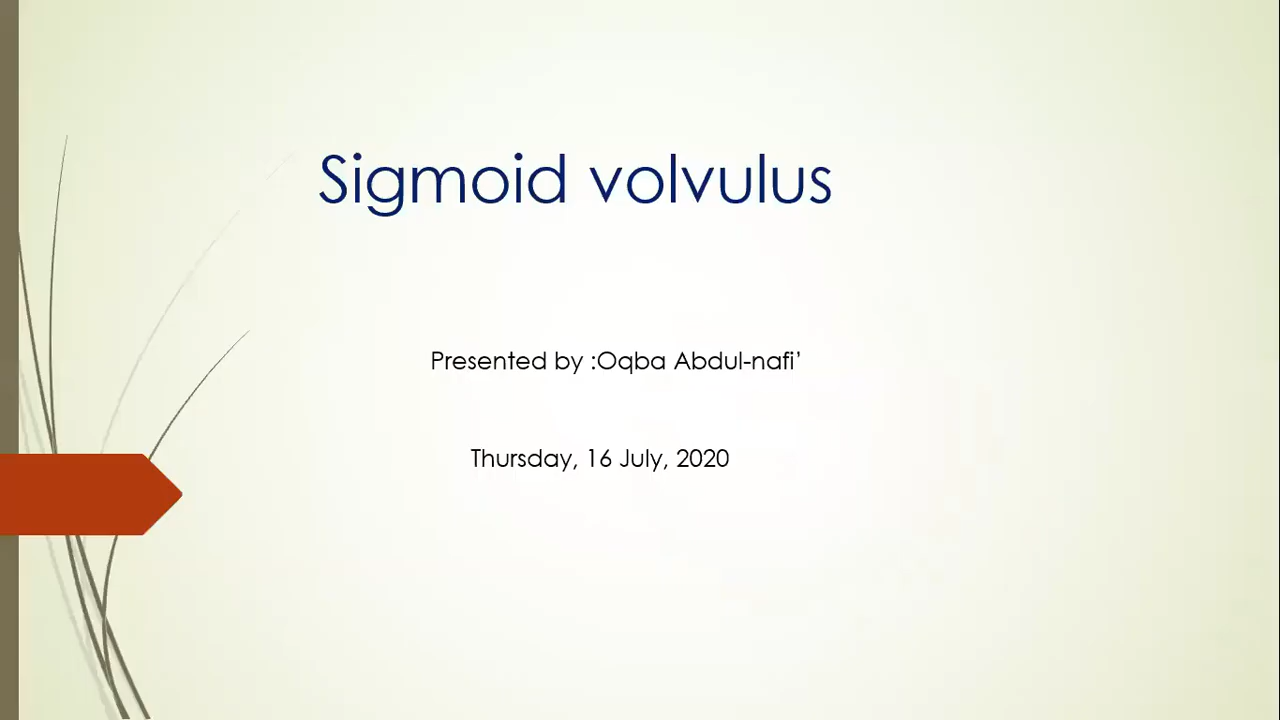 Sigmoid volvulus
Presented by :Oqba Abdul-nafi’
Thursday, 16 July, 2020